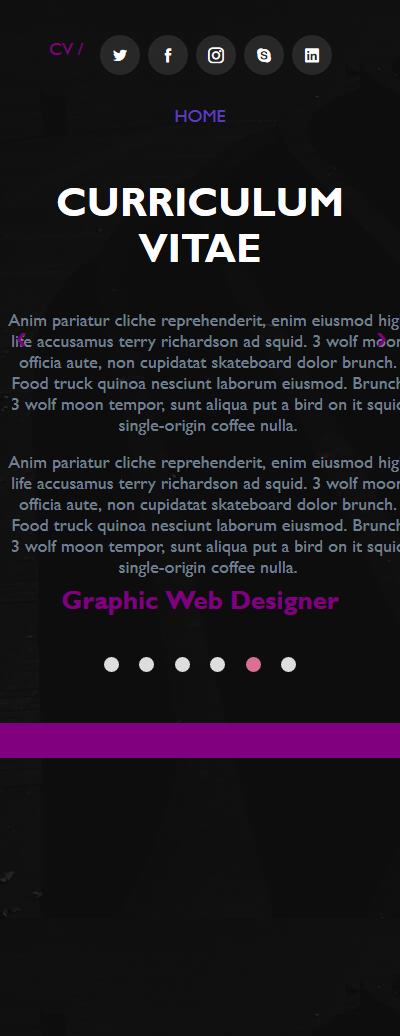 CV /
HOME
CURRICULUM
VITAE
Anim pariatur cliche reprehenderit, enim eiusmod hig
life accusamus terry richardson ad squid. 3 wolf moon
officia aute, non cupidatat skateboard dolor brunch.
Food truck quinoa nesciunt laborum eiusmod. Brunch
3 wolf moon tempor, sunt aliqua put a bird on it squid
single-origin coffee nulla.
Anim pariatur cliche reprehenderit, enim eiusmod hig
life accusamus terry richardson ad squid. 3 wolf moon
officia aute, non cupidatat skateboard dolor brunch.
Food truck quinoa nesciunt laborum eiusmod. Brunch
3 wolf moon tempor, sunt aliqua put a bird on it squid
single-origin coffee nulla.
Graphic Web Designer